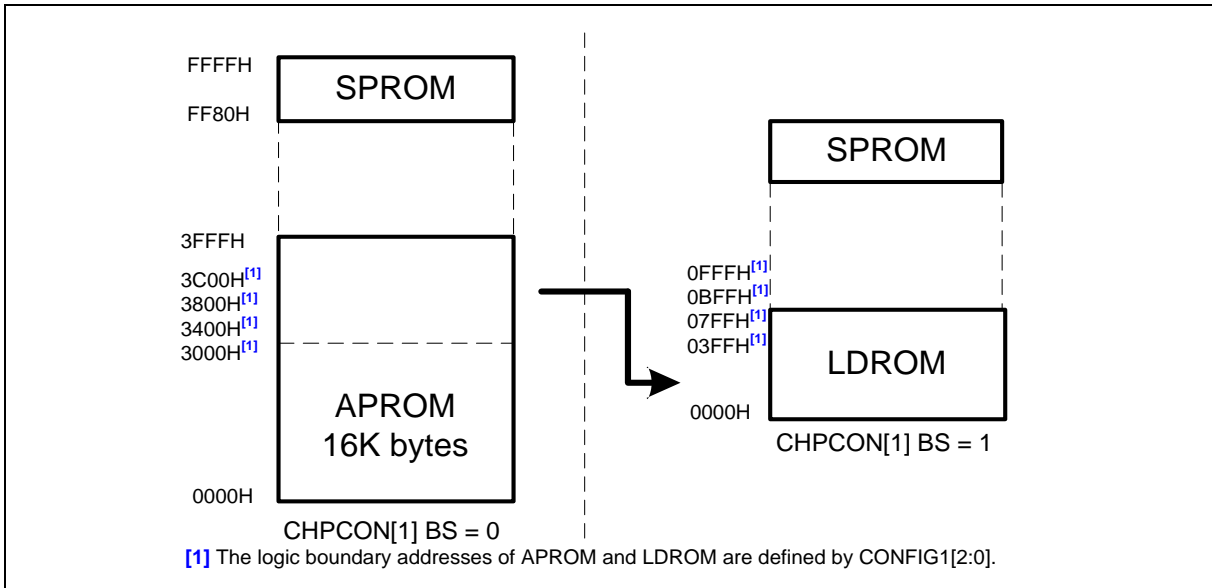 FFFFH
SPROM
FF80H
3FFFH
3C00H[1]
3800H[1]
3400H[1]
3000H[1]
APROM
16K bytes
0000H
CHPCON[1] BS = 0
SPROM
0FFFH[1]
0BFFH[1]
07FFH[1]
03FFH[1]
LDROM
0000H
CHPCON[1] BS = 1
[1] The logic boundary addresses of APROM and LDROM are defined by CONFIG1[2:0].